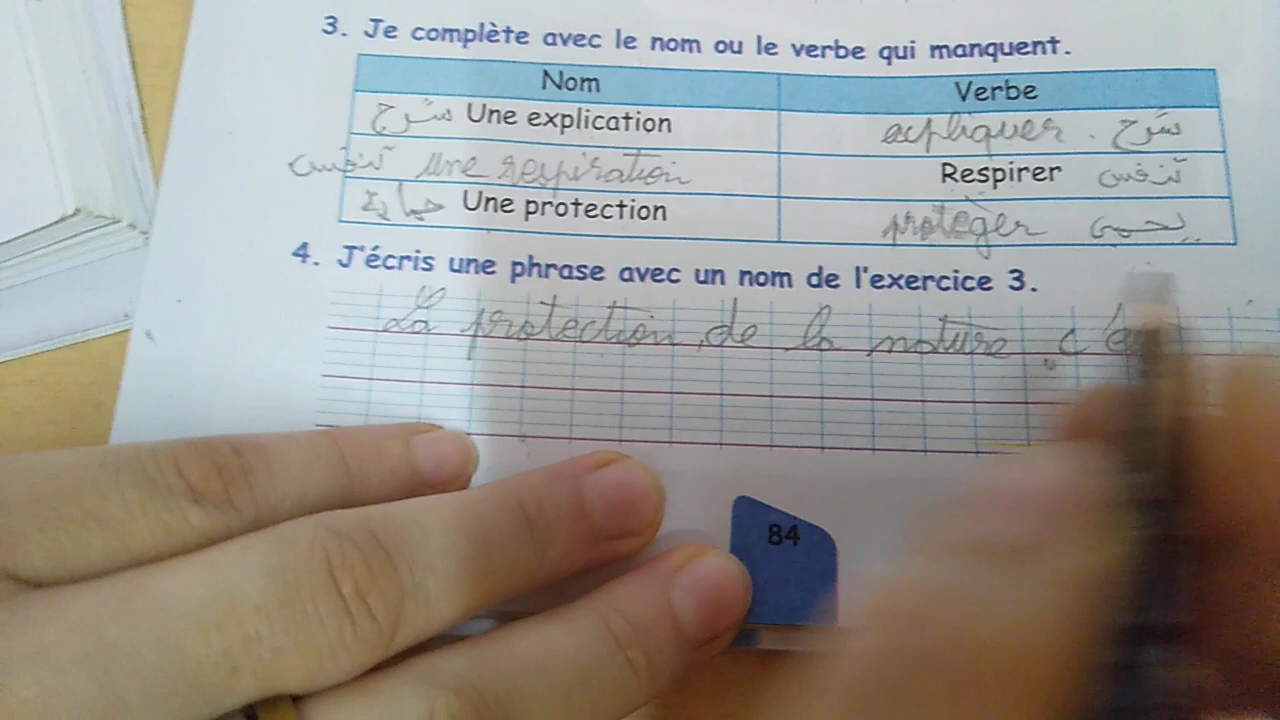 3. Je complète avec le nom ou le verbe qui manquent.
Nom Verbe
شرح Une explication expliquer . شرح
تنفس une respiration Respirer تنفس
حماية Une protection protéger يحمي
4. J'écris une phrase avec un nom de l'exercice 3.
La protection de la nature, c'
84